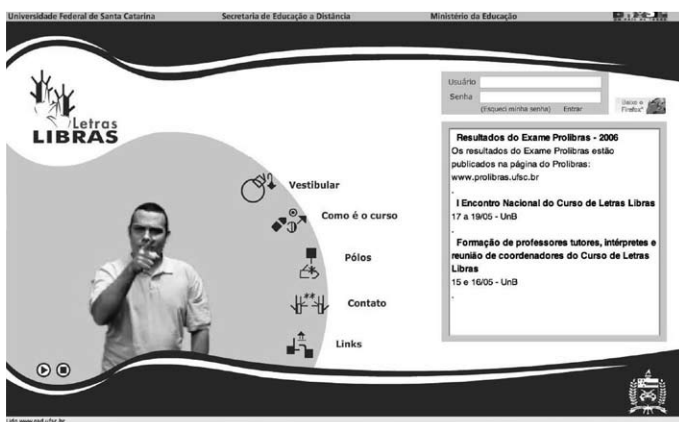 Universidade Federal de Santa Catarina
Secretaria de Educação a Distância
Ministério da Educação
Letras
LIBRAS
Vestibular
Como é o curso
Pólos
Contato
Links
Usuário
Senha
(Esqueci minha senha) Entrar
Baixe o
Firefox
Resultados do Exame Prolibras - 2006
Os resultados do Exame Prolibras estão
publicados na página do Prolibras:
www.prolibras.ufsc.br
.
I Encontro Nacional do Curso de Letras Libras
17 a 19/05 - UnB
.
Formação de professores tutores, intérpretes e
reunião de coordenadores do Curso de Letras
Libras
15 e 16/05 - UnB
.